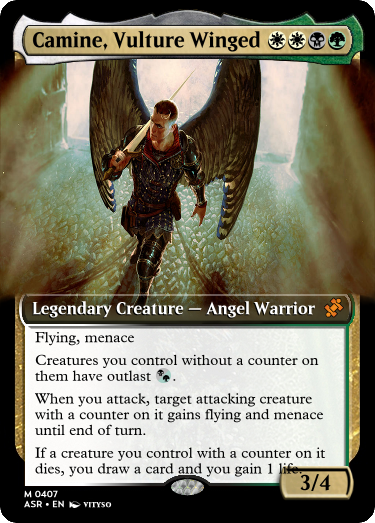 Camine, Vulture Winged
Legendary Creature — Angel Warrior
Flying, menace
Creatures you control without a counter on
them have outlast .
When you attack, target attacking creature
with a counter on it gains flying and menace
until end of turn.
If a creature you control with a counter on it
dies, you draw a card and you gain 1 life.
3/4
M 0407
ASR • EN VITYSO